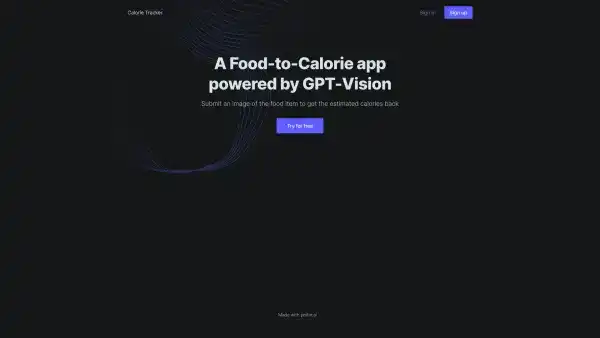 Calorie Tracker
Sign in
Sign up
A Food-to-Calorie app
powered by GPT-Vision
Submit an image of the food item to get the estimated calories back
Try for free
Made with